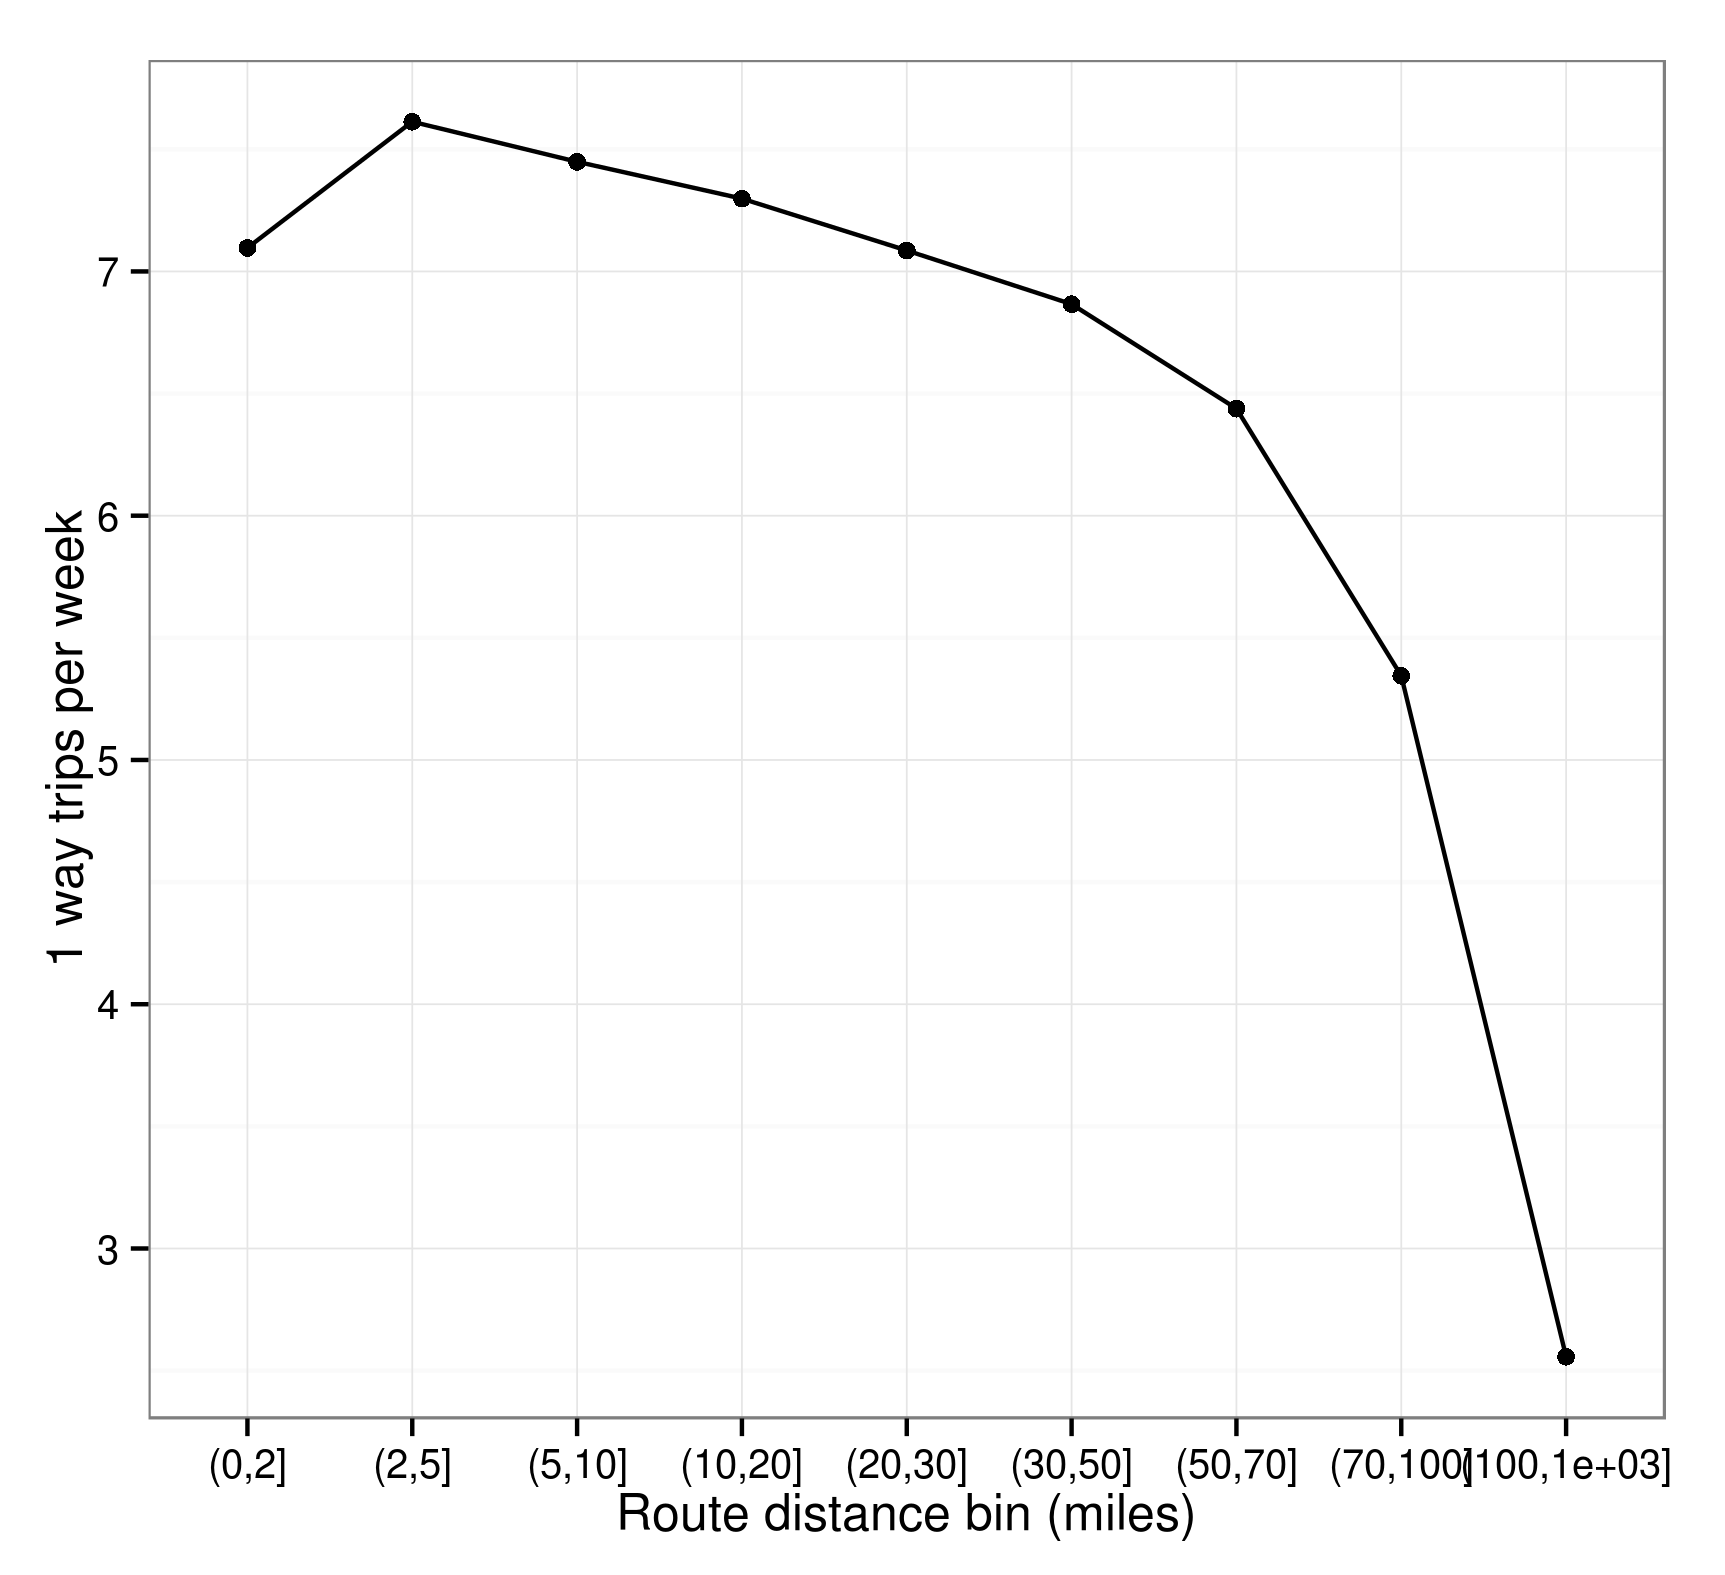 1 way trips per week
7
6
5
4
3
(0,2] (2,5] (5,10] (10,20] (20,30] (30,50] (50,70] (70,100] (100,1e+03]
Route distance bin (miles)